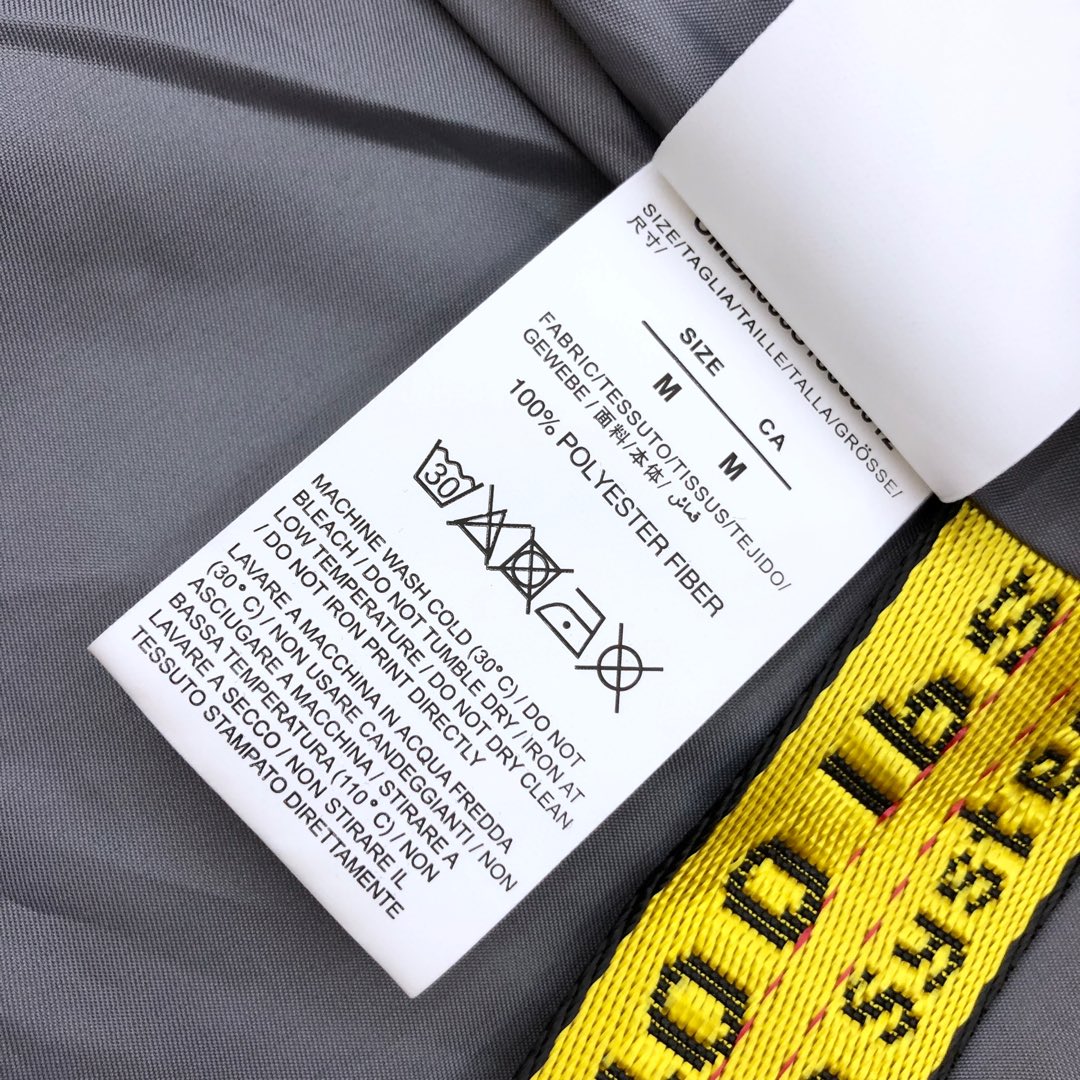 SIZE/TAGLIA/TAILLE/TALLA/GRÖSSE/
尺寸/
SIZE CA
M M
FABRIC/TESSUTO/TISSUS/TEJIDO/
GEWEBE / 面料/本体/ قماش
100% POLYESTER FIBER
30
MACHINE WASH COLD (30°C) / DO NOT
BLEACH / DO NOT TUMBLE DRY / IRON AT
LOW TEMPERATURE / DO NOT DRY CLEAN
/ DO NOT IRON PRINT DIRECTLY
LAVARE A MACCHINA IN ACQUA FREDDA
(30° C) / NON USARE CANDEGGIANTI / NON
ASCIUGARE A MACCHINA / STIRARE A
BASSA TEMPERATURA (110° C) / NON
LAVARE A SECCO / NON STIRARE IL
TESSUTO STAMPATO DIRETTAMENTE